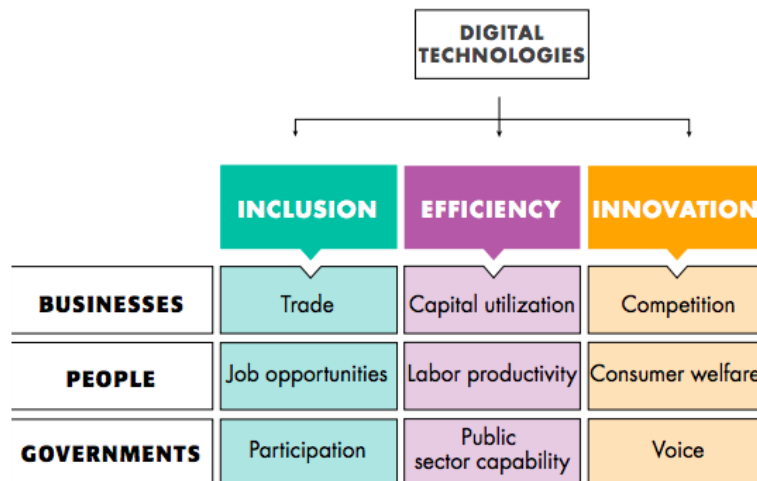 DIGITAL
TECHNOLOGIES
INCLUSION EFFICIENCY INNOVATION
BUSINESSES Trade Capital utilization Competition
PEOPLE Job opportunities Labor productivity Consumer welfare
GOVERNMENTS Participation Public
sector capability Voice